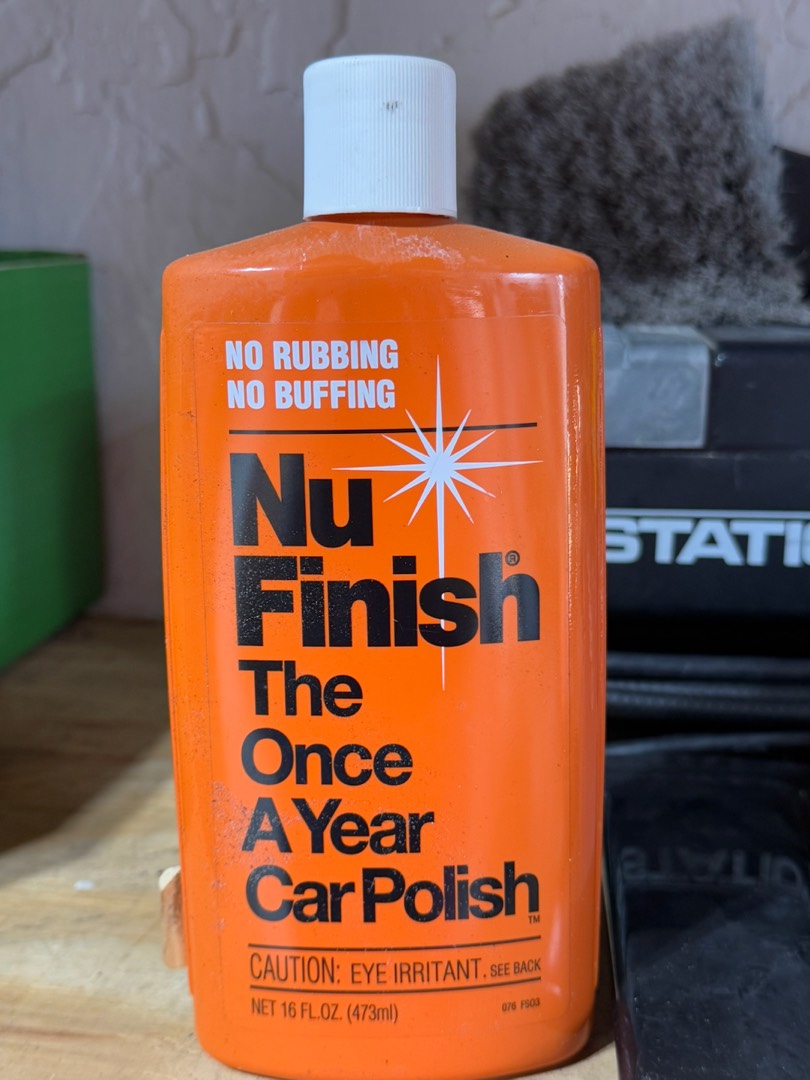 NO RUBBING
NO BUFFING
Nu
Finish®
The
Once
A Year
Car Polish™
CAUTION: EYE IRRITANT. SEE BACK
NET 16 FL.OZ. (473ml)
076 F503
STATI